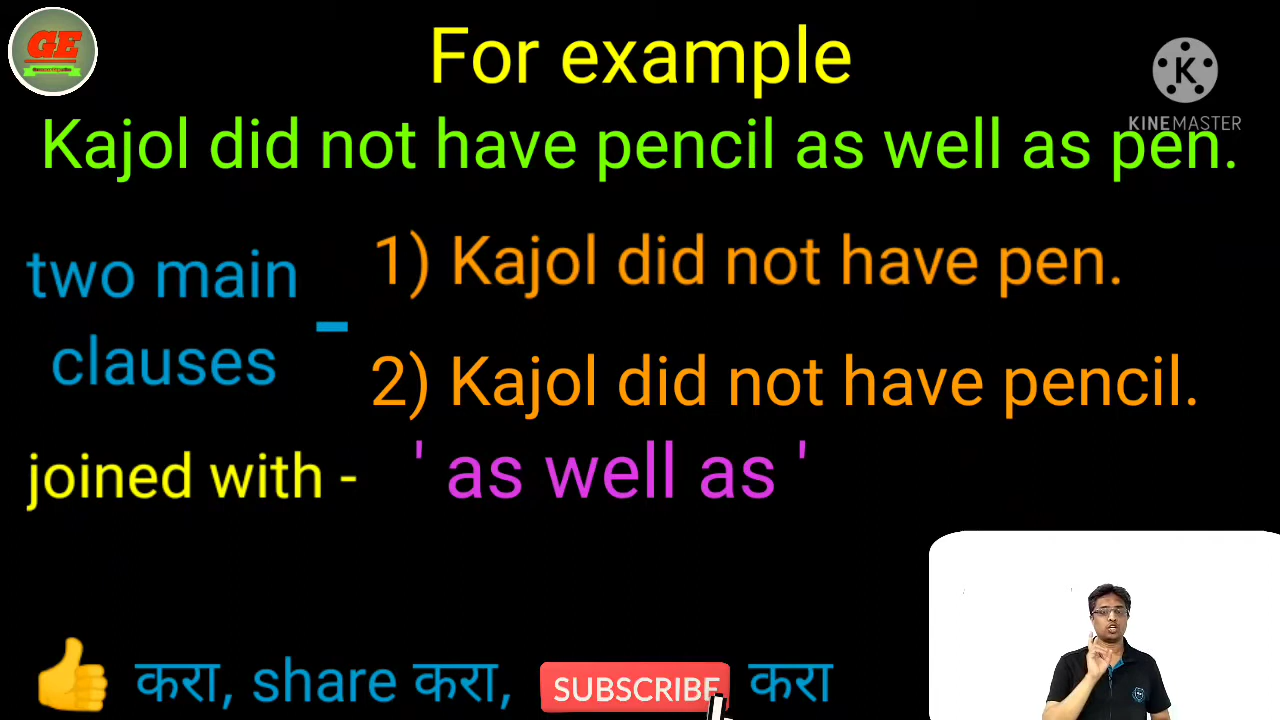 GE
For example
KINEMASTER
Kajol did not have pencil as well as pen.
two main
clauses
-
1) Kajol did not have pen.
2) Kajol did not have pencil.
joined with - ' as well as '
करा, share करा, SUBSCRIBE करा